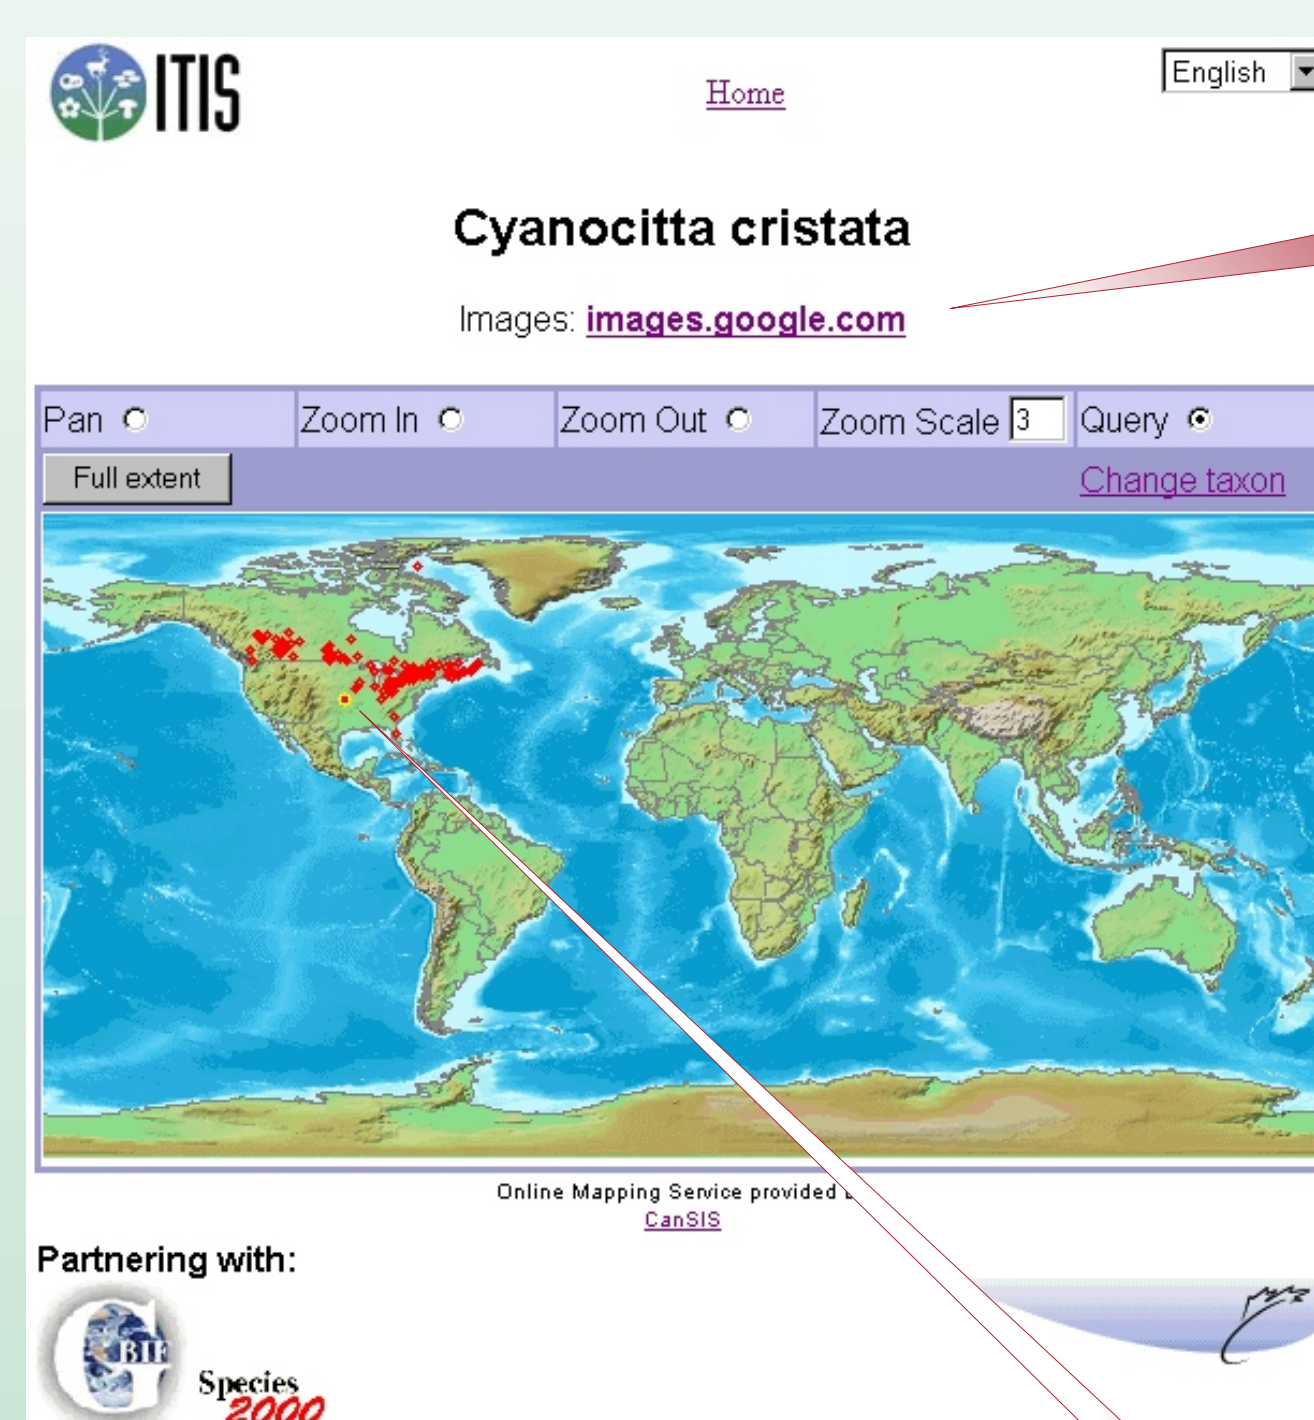 ITIS
Home
English
Cyanocitta cristata
Images: images.google.com
Pan Zoom In Zoom Out Zoom Scale 3 Query
Full extent
Change taxon
Online Mapping Service provided
CanSIS
Partnering with:
GBIF
Species
2000